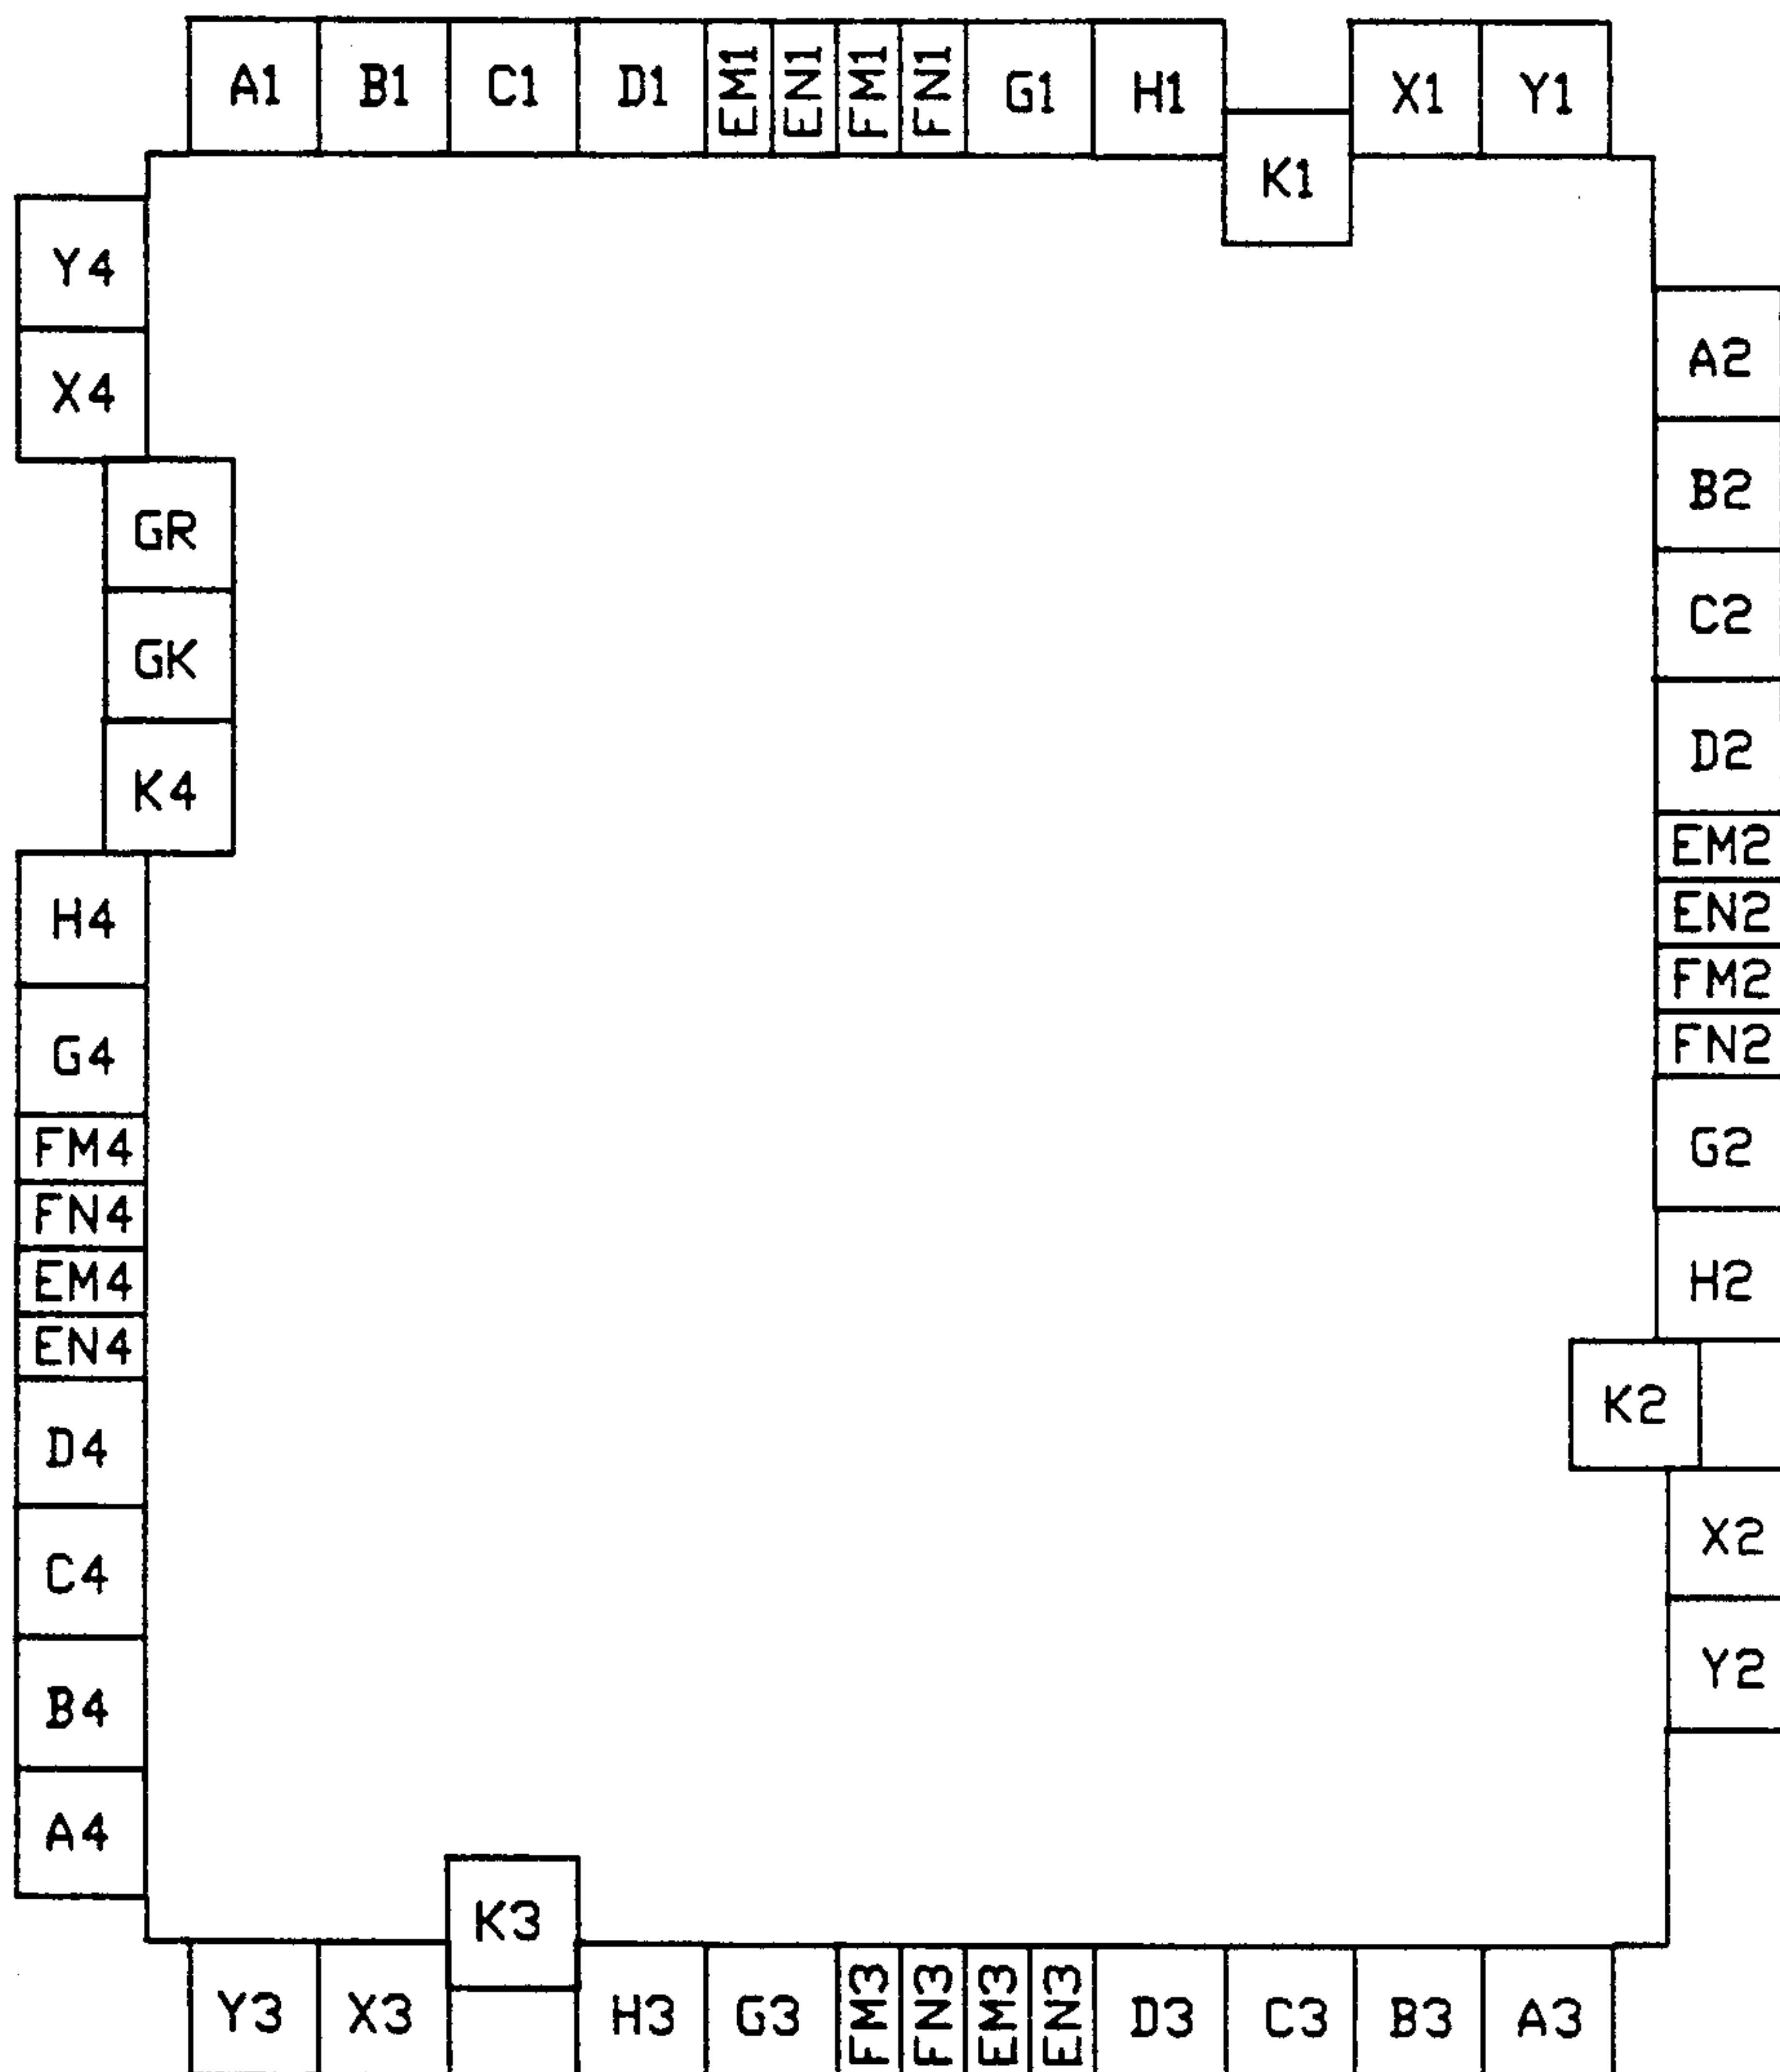 A1 B1 C1 D1 EM1 EN1 FM1 FN1 G1 H1 X1 Y1
K1
Y4
A2
X4
B2
GR
C2
GK
D2
K4
EM2
H4
EN2
FM2
FN2
G4
FM4
G2
FN4
EM4
H2
EN4
K2
D4
X2
C4
Y2
B4
A4
K3
Y3 X3 H3 G3 FM3 FN3 EM3 EN3 D3 C3 B3 A3